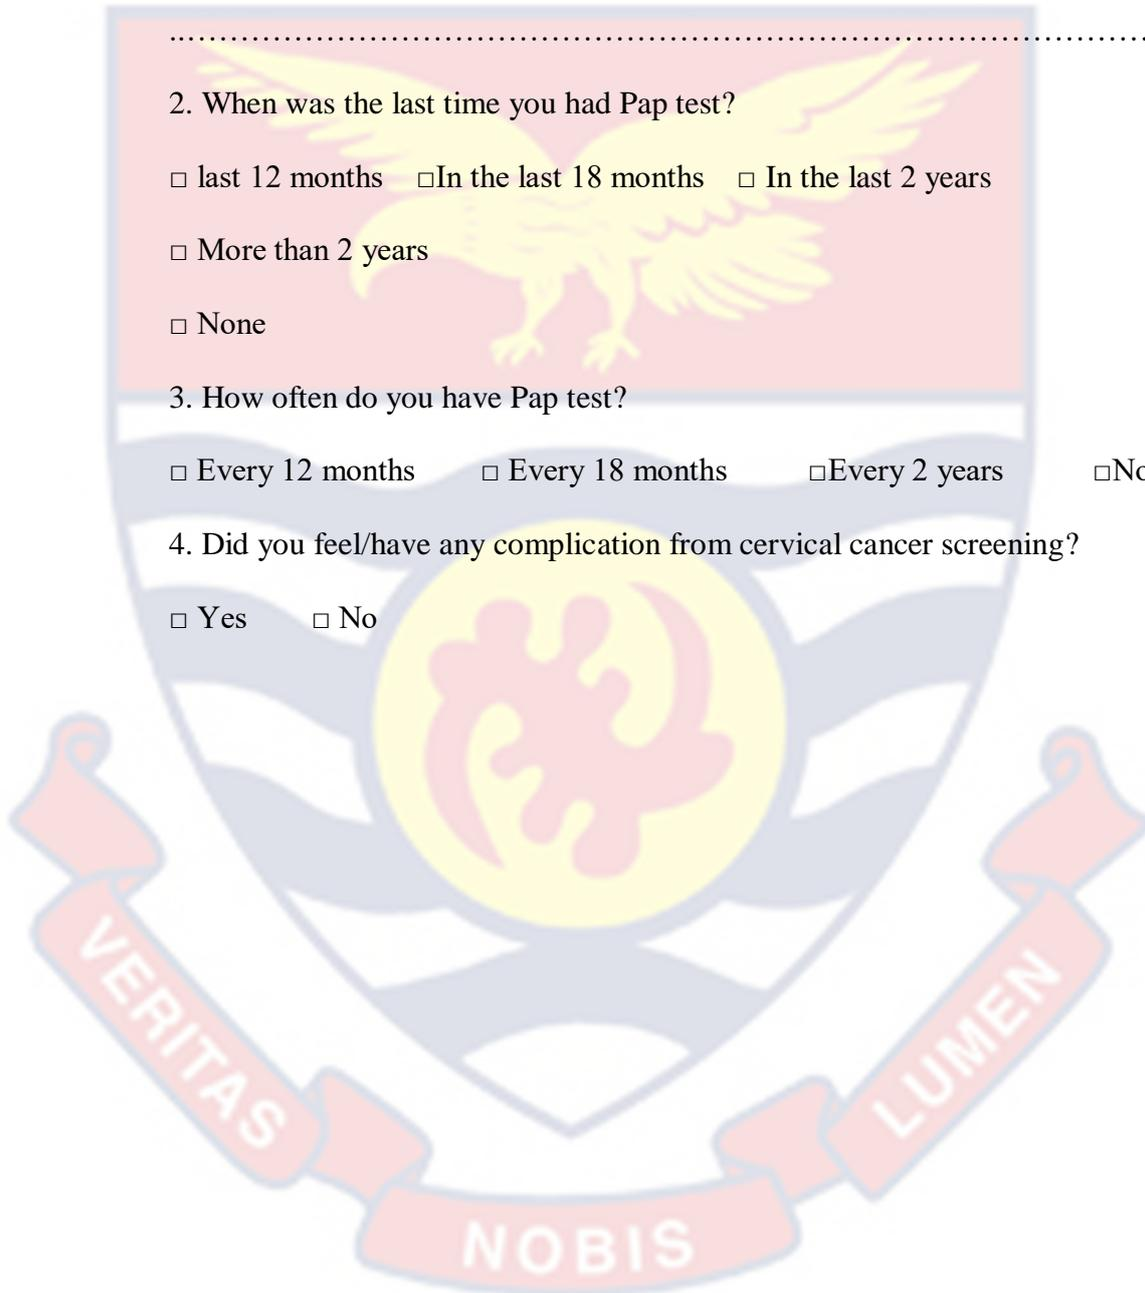 ................................................................................
2. When was the last time you had Pap test?
□ last 12 months □In the last 18 months □ In the last 2 years
□ More than 2 years
□ None
3. How often do you have Pap test?
□ Every 12 months □ Every 18 months □Every 2 years
4. Did you feel/have any complication from cervical cancer screening?
□ Yes □ No
VERITAS
NOBIS
LUMEN